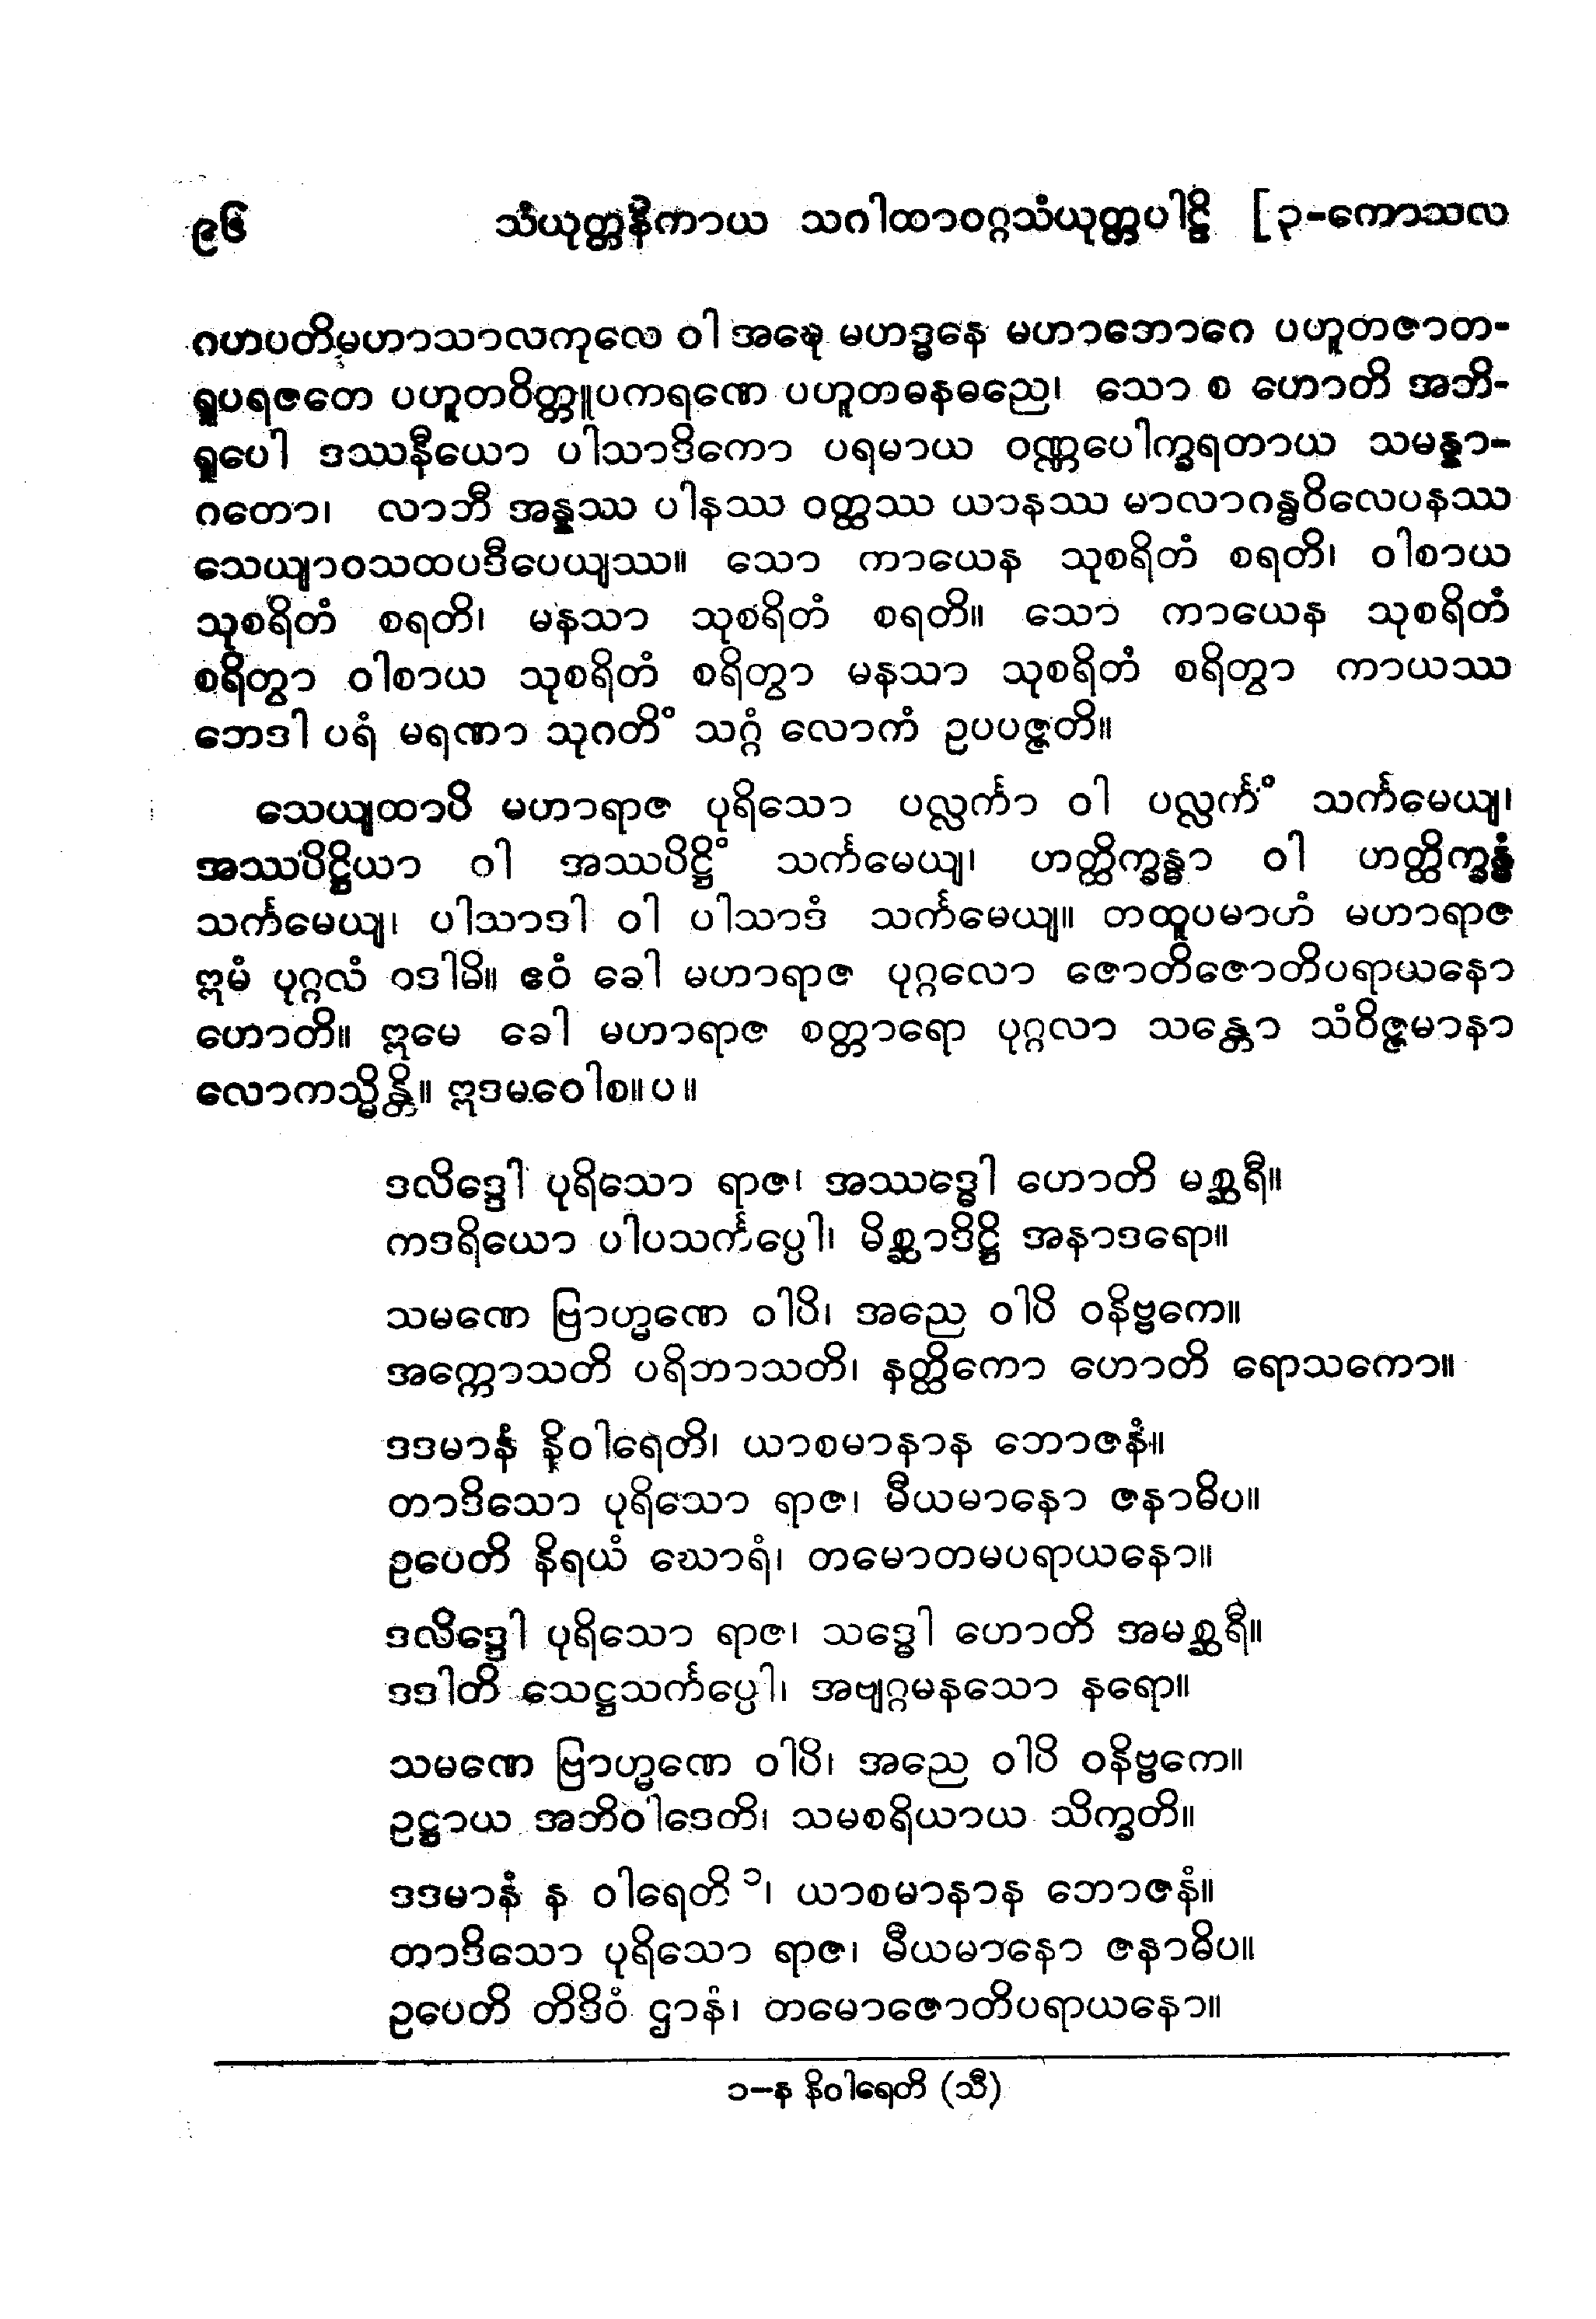 ၉၆ သံယုတ္တနိကာယ သဂါထာဝဂ္ဂသံယုတ္တပါဠိ [၃-ကောသလ
ဂဟပတိမဟာသာလကုလေ ဝါ အဍ္ဎေ မဟဒ္ဓနေ မဟာဘောဂေ ပဟူတဇာတ-
ရူပရဇတေ ပဟူတဝိတ္တူပကရဏေ ပဟူတဓနဓညေ၊ သော စ ဟောတိ အဘိ-
ရူပေါ ဒဿနီယော ပါသာဒိကော ပရမာယ ဝဏ္ဏပေါက္ခရတာယ သမန္နာ-
ဂတော၊ လာဘီ အန္နဿ ပါနဿ ဝတ္ထဿ ယာနဿ မာလာဂန္ဓဝိလေပနဿ
သေယျာဝသထပဒီပေယျဿ။ သော ကာယေန သုစရိတံ စရတိ၊ ဝါစာယ
သုစရိတံ စရတိ၊ မနသာ သုစရိတံ စရတိ။ သော ကာယေန သုစရိတံ
စရိတွာ ဝါစာယ သုစရိတံ စရိတွာ မနသာ သုစရိတံ စရိတွာ ကာယဿ
ဘေဒါ ပရံ မရဏာ သုဂတိံ သဂ္ဂံ လောကံ ဥပပဇ္ဇတိ။
သေယျထာပိ မဟာရာဇ ပုရိသော ပလ္လင်္ကာ ဝါ ပလ္လင်္ကံ သင်္ကမေယျ၊
အဿပိဋ္ဌိယာ ဝါ အဿပိဋ္ဌိံ သင်္ကမေယျ၊ ဟတ္ထိက္ခန္ဓာ ဝါ ဟတ္ထိက္ခန္ဓံ
သင်္ကမေယျ၊ ပါသာဒါ ဝါ ပါသာဒံ သင်္ကမေယျ။ တထူပမာဟံ မဟာရာဇ
ဣမံ ပုဂ္ဂလံ ဝဒါမိ။ ဧဝံ ခေါ မဟာရာဇ ပုဂ္ဂလော ဇောတိဇောတိပရာယနော
ဟောတိ။ ဣမေ ခေါ မဟာရာဇ စတ္တာရော ပုဂ္ဂလာ သန္တော သံဝိဇ္ဇမာနာ
လောကသ္မိန္တိ။ ဣဒမဝေါစ။ပ။
ဒလိဒ္ဒေါ ပုရိသော ရာဇ၊ အဿဒ္ဓေါ ဟောတိ မစ္ဆရီ။
ကဒရိယော ပါပသင်္ကပ္ပေါ၊ မိစ္ဆာဒိဋ္ဌိ အနာဒရော။
သမဏေ ဗြာဟ္မဏေ ဝါပိ၊ အညေ ဝါပိ ဝနိဗ္ဗကေ။
အက္ကောသတိ ပရိဘာသတိ၊ နတ္ထိကော ဟောတိ ရောသကော။
ဒဒမာနံ နိဝါရေတိ၊ ယာစမာနာန ဘောဇနံ။
တာဒိသော ပုရိသော ရာဇ၊ မီယမာနော ဇနာဓိပ။
ဥပေတိ နိရယံ ဃောရံ၊ တမောတမပရာယနော။
ဒလိဒ္ဒေါ ပုရိသော ရာဇ၊ သဒ္ဓေါ ဟောတိ အမစ္ဆရီ။
ဒဒါတိ သေဋ္ဌသင်္ကပ္ပေါ၊ အဗျဂ္ဂမနသော နရော။
သမဏေ ဗြာဟ္မဏေ ဝါပိ၊ အညေ ဝါပိ ဝနိဗ္ဗကေ။
ဥဋ္ဌာယ အဘိဝါဒေတိ၊ သမစရိယာယ သိက္ခတိ။
ဒဒမာနံ န ဝါရေတိ ၁၊ ယာစမာနာန ဘောဇနံ။
တာဒိသော ပုရိသော ရာဇ၊ မီယမာနော ဇနာဓိပ။
ဥပေတိ တိဒိဝံ ဌာနံ၊ တမောဇောတိပရာယနော။
၁-န နိဝါရေတိ (သီ)